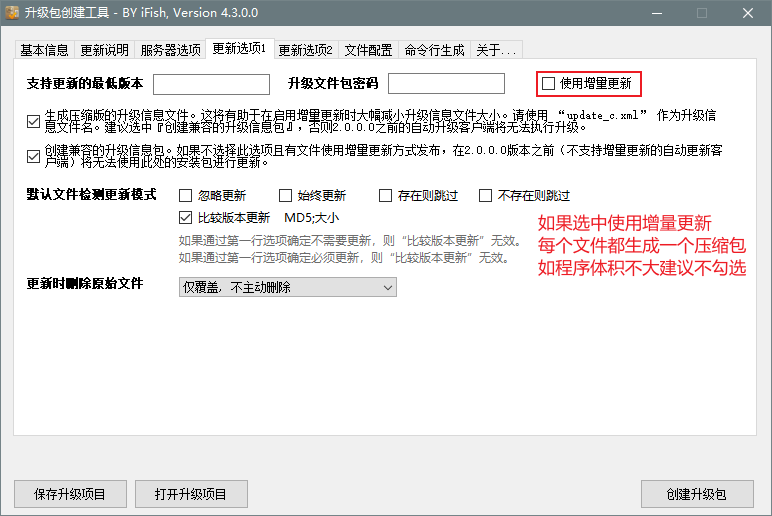 升级包创建工具 - BY iFish, Version 4.3.0.0
基本信息 更新说明 服务器选项 更新选项1 更新选项2 文件配置 命令行生成 关于...
支持更新的最低版本 升级文件包密码 使用增量更新
生成压缩版的升级信息文件。这将有助于在启用增量更新时大幅减小升级信息文件大小。请使用 “update_c.xml” 作为升级信
息文件名。建议选中『创建兼容的升级信息包』，否则2.0.0.0之前的自动升级客户端将无法执行升级。
创建兼容的升级信息包。如果不选择此选项且有文件使用增量更新方式发布，在2.0.0.0版本之前（不支持增量更新的自动更新客
户端）将无法使用此处的安装包进行更新。
默认文件检测更新模式 忽略更新 始终更新 存在则跳过 不存在则跳过
比较版本更新 MD5;大小
如果通过第一行选项确定不需要更新，则“比较版本更新”无效。
如果通过第一行选项确定必须更新，则“比较版本更新”无效。
如果选中使用增量更新
每个文件都生成一个压缩包
如程序体积不大建议不勾选
更新时删除原始文件 仅覆盖，不主动删除
保存升级项目 打开升级项目 创建升级包